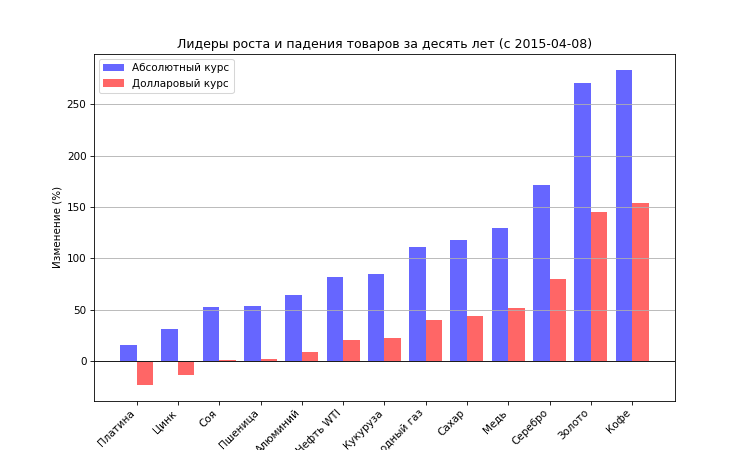 Лидеры роста и падения товаров за десять лет (с 2015-04-08)
Абсолютный курс
Долларовый курс
Изменение (%)
250
200
150
100
50
0
Платина
Цинк
Соя
Пшеница
Алюминий
Нефть WTI
Кукуруза
одный газ
Сахар
Медь
Серебро
Золото
Кофе